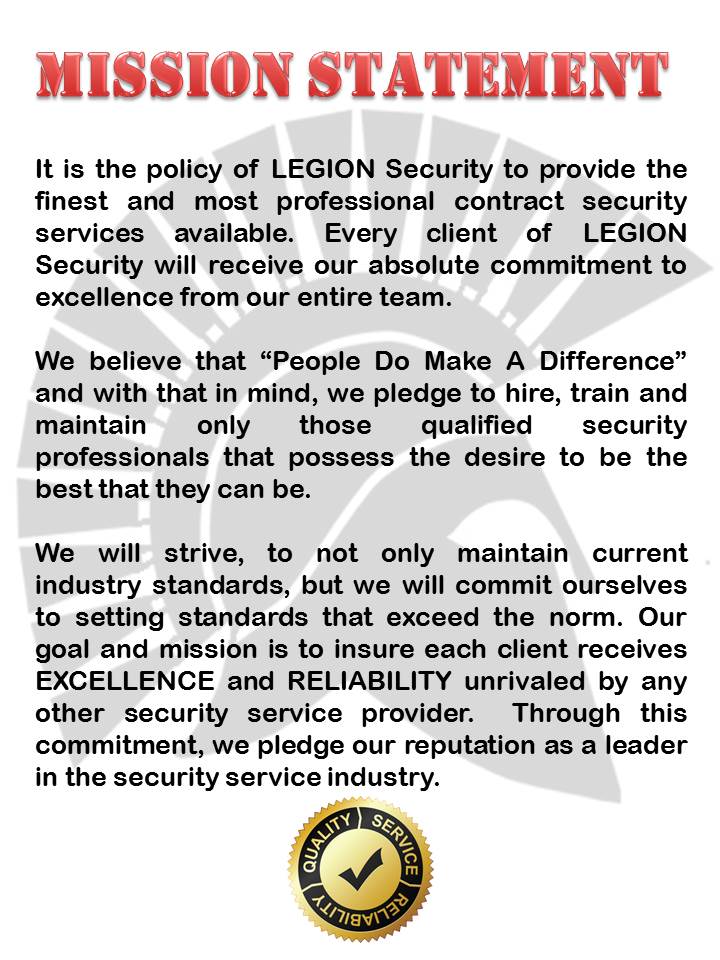 MISSION STATEMENT
It is the policy of LEGION Security to provide the
finest and most professional contract security
services available. Every client of LEGION
Security will receive our absolute commitment to
excellence from our entire team.
We believe that “People Do Make A Difference”
and with that in mind, we pledge to hire, train and
maintain only those qualified security
professionals that possess the desire to be the
best that they can be.
We will strive, to not only maintain current
industry standards, but we will commit ourselves
to setting standards that exceed the norm. Our
goal and mission is to insure each client receives
EXCELLENCE and RELIABILITY unrivaled by any
other security service provider. Through this
commitment, we pledge our reputation as a leader
in the security service industry.
QUALITY
SERVICE
RELIABILITY